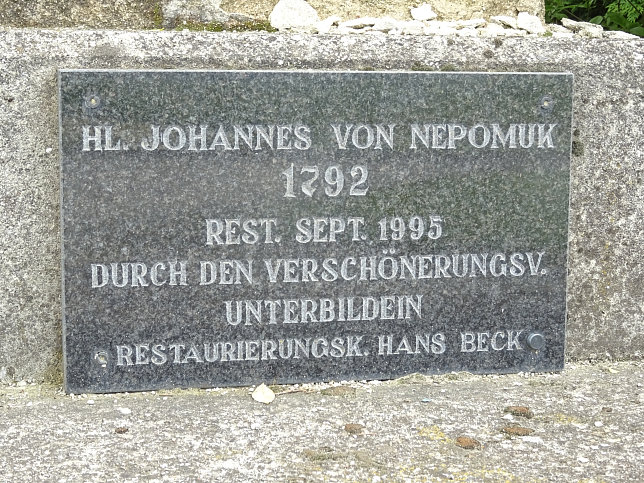 HL. JOHANNES VON NEPOMUK
1792
REST. SEPT. 1995
DURCH DEN VERSCHÖNERUNGSV.
UNTERBILDEIN
RESTAURIERUNGSK. HANS BECK